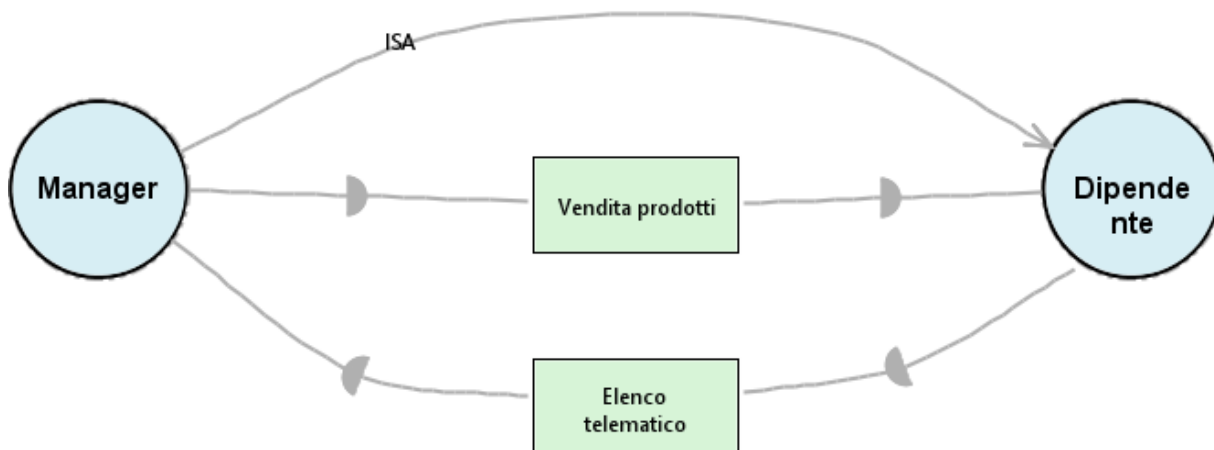 ISA
Manager
Vendita prodotti
Dipende
nte
Elenco
telematico